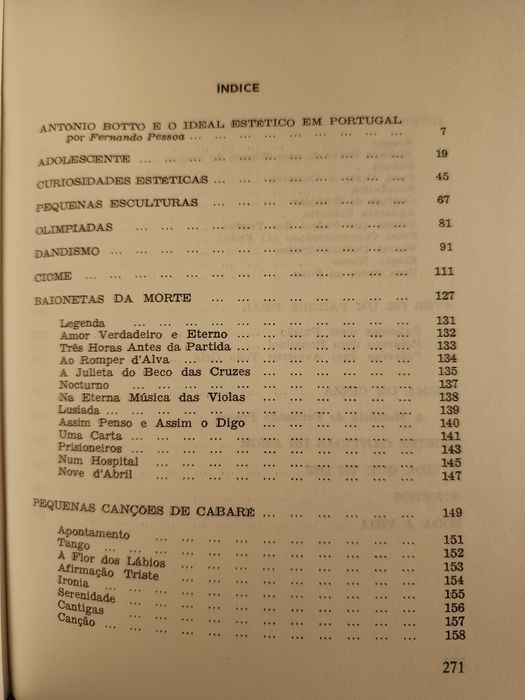 ÍNDICE
ANTÓNIO BOTTO E O IDEAL ESTÉTICO EM PORTUGAL
por Fernando Pessoa ... ... ... ... ... ... ... ... 7
ADOLESCENTE ... ... ... ... ... ... ... ... ... ... 19
CURIOSIDADES ESTÉTICAS ... ... ... ... ... ... ... 45
PEQUENAS ESCULTURAS ... ... ... ... ... ... ... 67
OLIMPIADAS ... ... ... ... ... ... ... ... ... ... 81
DANDISMO ... ... ... ... ... ... ... ... ... ... 91
CIÚME ... ... ... ... ... ... ... ... ... ... ... 111
BAIONETAS DA MORTE ... ... ... ... ... ... ... 127
Legenda ... ... ... ... ... ... ... ... ... ... 131
Amor Verdadeiro e Eterno ... ... ... ... ... ... 132
Três Horas Antes da Partida ... ... ... ... ... 133
Ao Romper d'Alva ... ... ... ... ... ... ... ... 134
A Julieta do Beco das Cruzes ... ... ... ... ... 135
Nocturno ... ... ... ... ... ... ... ... ... ... 137
Na Eterna Música das Violas ... ... ... ... ... 138
Lusíada ... ... ... ... ... ... ... ... ... ... 139
Assim Penso e Assim o Digo ... ... ... ... ... 140
Uma Carta ... ... ... ... ... ... ... ... ... 141
Prisioneiros ... ... ... ... ... ... ... ... ... 143
Num Hospital ... ... ... ... ... ... ... ... ... 145
Nove d'Abril ... ... ... ... ... ... ... ... ... 147
PEQUENAS CANÇÕES DE CABARÉ ... ... ... ... ... 149
Apontamento ... ... ... ... ... ... ... ... ... 151
Tango ... ... ... ... ... ... ... ... ... ... 152
À Flor dos Lábios ... ... ... ... ... ... ... 153
Afirmação Triste ... ... ... ... ... ... ... ... 154
Ironia ... ... ... ... ... ... ... ... ... ... 155
Serenidade ... ... ... ... ... ... ... ... ... 156
Cantigas ... ... ... ... ... ... ... ... ... 157
Canção ... ... ... ... ... ... ... ... ... ... 158
271